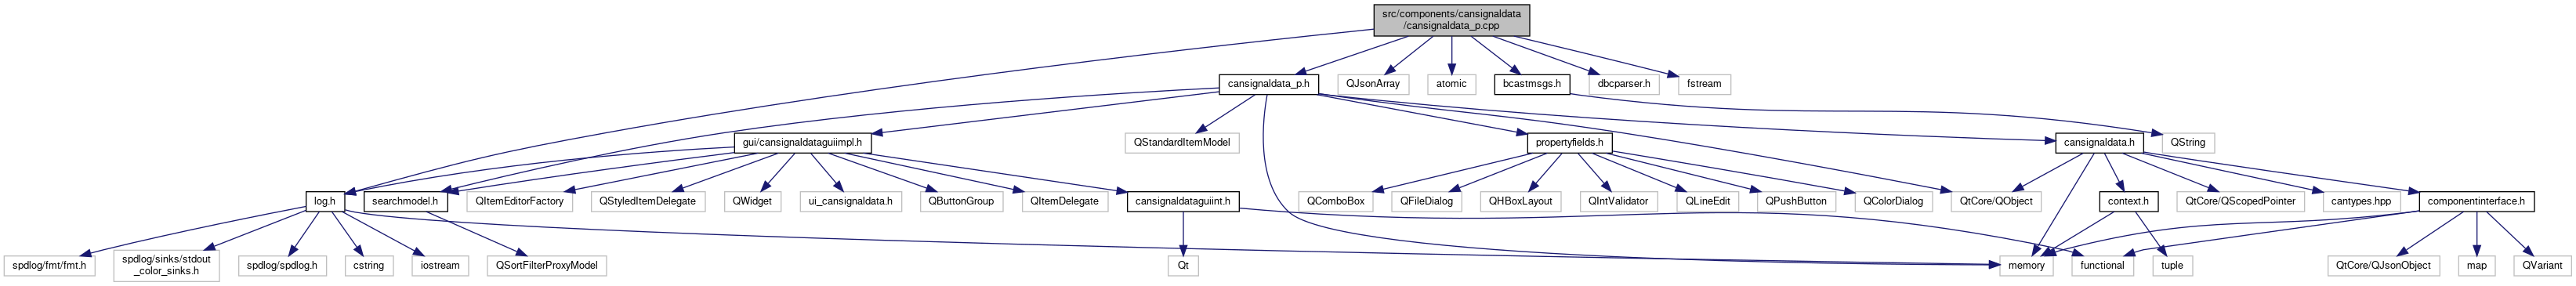 src/components/cansignaldata
/cansignaldata_p.cpp
cansignaldata_p.h
QJsonArray
atomic
bcastmsgs.h
dbcparser.h
fstream
gui/cansignaldataguiimpl.h
QStandardItemModel
propertyfields.h
cansignaldata.h
QString
log.h
searchmodel.h
QItemEditorFactory
QStyledItemDelegate
QWidget
ui_cansignaldata.h
QButtonGroup
QItemDelegate
cansignaldataguiint.h
QComboBox
QFileDialog
QHBoxLayout
QIntValidator
QLineEdit
QPushButton
QColorDialog
QtCore/QObject
context.h
QtCore/QScopedPointer
cantypes.hpp
componentinterface.h
spdlog/fmt/fmt.h
spdlog/sinks/stdout
_color_sinks.h
spdlog/spdlog.h
cstring
iostream
QSortFilterProxyModel
Qt
memory
functional
tuple
QtCore/QJsonObject
map
QVariant